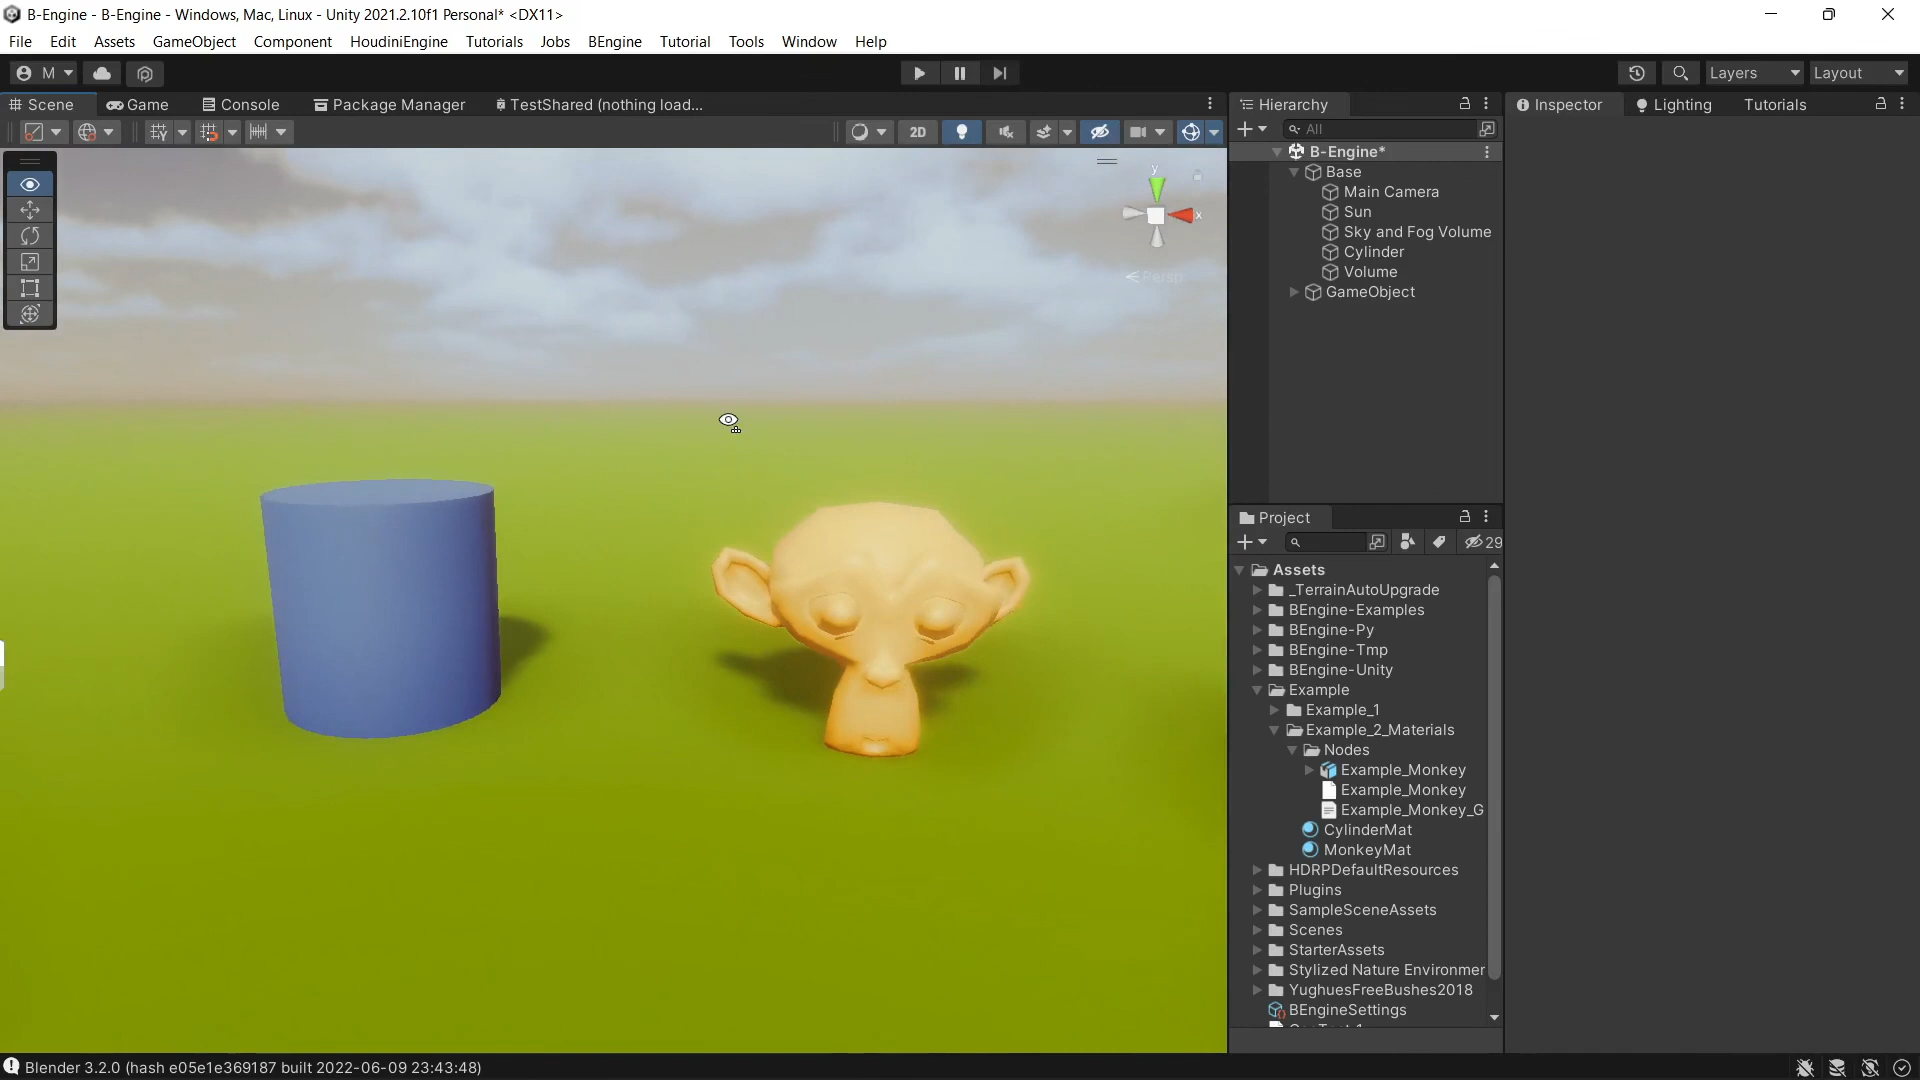 B-Engine - B-Engine - Windows, Mac, Linux - Unity 2021.2.10f1 Personal* <DX11>
File Edit Assets GameObject Component HoudiniEngine Tutorials Jobs BEngine Tutorial Tools Window Help
M Layers Layout
Scene Game Console Package Manager TestShared (nothing load...
2D
y
x
Persp
Hierarchy
All
B-Engine*
Base
Main Camera
Sun
Sky and Fog Volume
Cylinder
Volume
GameObject
Inspector Lighting Tutorials
Project
29
Assets
_TerrainAutoUpgrade
BEngine-Examples
BEngine-Py
BEngine-Tmp
BEngine-Unity
Example
Example_1
Example_2_Materials
Nodes
Example_Monkey
Example_Monkey
Example_Monkey_G
CylinderMat
MonkeyMat
HDRPDefaultResources
Plugins
SampleSceneAssets
Scenes
StarterAssets
Stylized Nature Environmer
YughuesFreeBushes2018
BEngineSettings
Blender 3.2.0 (hash e05e1e369187 built 2022-06-09 23:43:48)